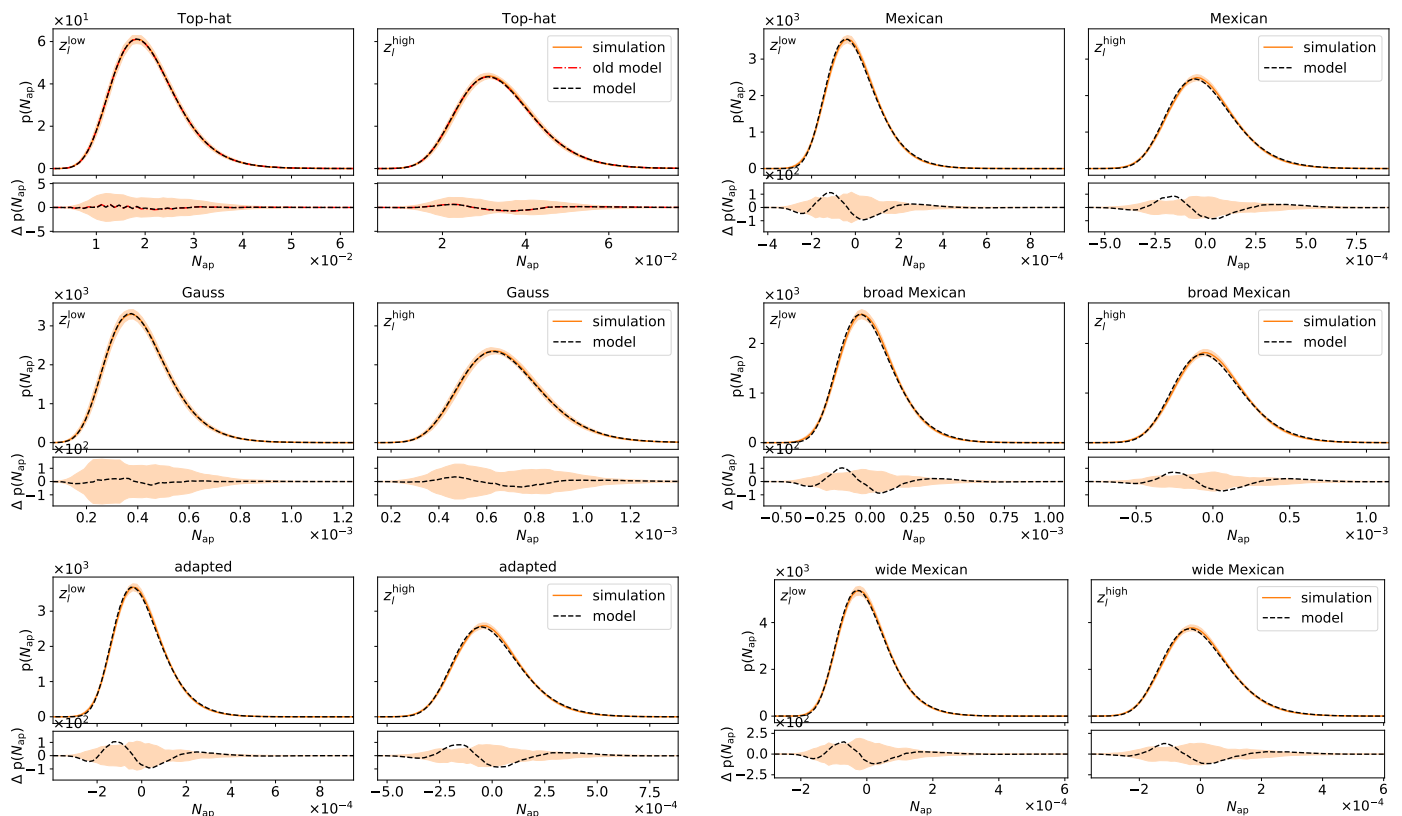 Top-hat
×10¹
z_l^low
p(N_ap)
6
4
2
0
Δ p(N_ap)
5
0
−5
1 2 3 4 5 6
×10⁻²
N_ap
Top-hat
z_l^high
simulation
old model
model
2 4 6
×10⁻²
N_ap
Mexican
×10³
z_l^low
p(N_ap)
3
2
1
0
×10²
Δ p(N_ap)
1
0
−1
−4 −2 0 2 4 6 8
×10⁻⁴
N_ap
Mexican
z_l^high
simulation
model
−5.0 −2.5 0.0 2.5 5.0 7.5
×10⁻⁴
N_ap
Gauss
×10³
z_l^low
p(N_ap)
3
2
1
0
×10²
Δ p(N_ap)
1
0
−1
0.2 0.4 0.6 0.8 1.0 1.2
×10⁻³
N_ap
Gauss
z_l^high
simulation
model
0.2 0.4 0.6 0.8 1.0 1.2
×10⁻³
N_ap
broad Mexican
×10³
z_l^low
p(N_ap)
2
1
0
×10²
Δ p(N_ap)
1
0
−1
−0.50 −0.25 0.00 0.25 0.50 0.75 1.00
×10⁻³
N_ap
broad Mexican
z_l^high
simulation
model
−0.5 0.0 0.5 1.0
×10⁻³
N_ap
adapted
×10³
z_l^low
p(N_ap)
3
2
1
0
×10²
Δ p(N_ap)
1
0
−1
−2 0 2 4 6 8
×10⁻⁴
N_ap
adapted
z_l^high
simulation
model
−5.0 −2.5 0.0 2.5 5.0 7.5
×10⁻⁴
N_ap
wide Mexican
×10³
z_l^low
p(N_ap)
4
2
0
×10²
Δ p(N_ap)
2.5
0.0
−2.5
−2 0 2 4 6
×10⁻⁴
N_ap
wide Mexican
z_l^high
simulation
model
−2 0 2 4 6
×10⁻⁴
N_ap